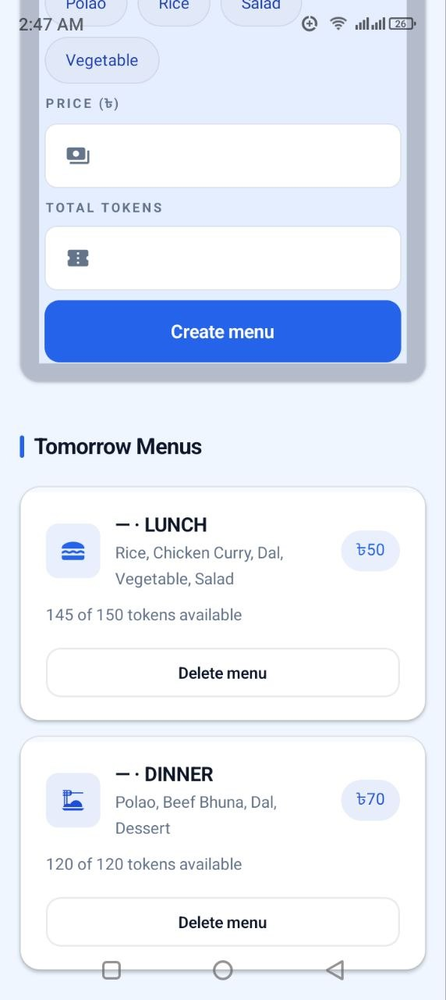 Polao Rice Salad
2:47 AM 26
Vegetable
PRICE (৳)
TOTAL TOKENS
Create menu
Tomorrow Menus
— · LUNCH
Rice, Chicken Curry, Dal,
Vegetable, Salad
৳50
145 of 150 tokens available
Delete menu
— · DINNER
Polao, Beef Bhuna, Dal,
Dessert
৳70
120 of 120 tokens available
Delete menu